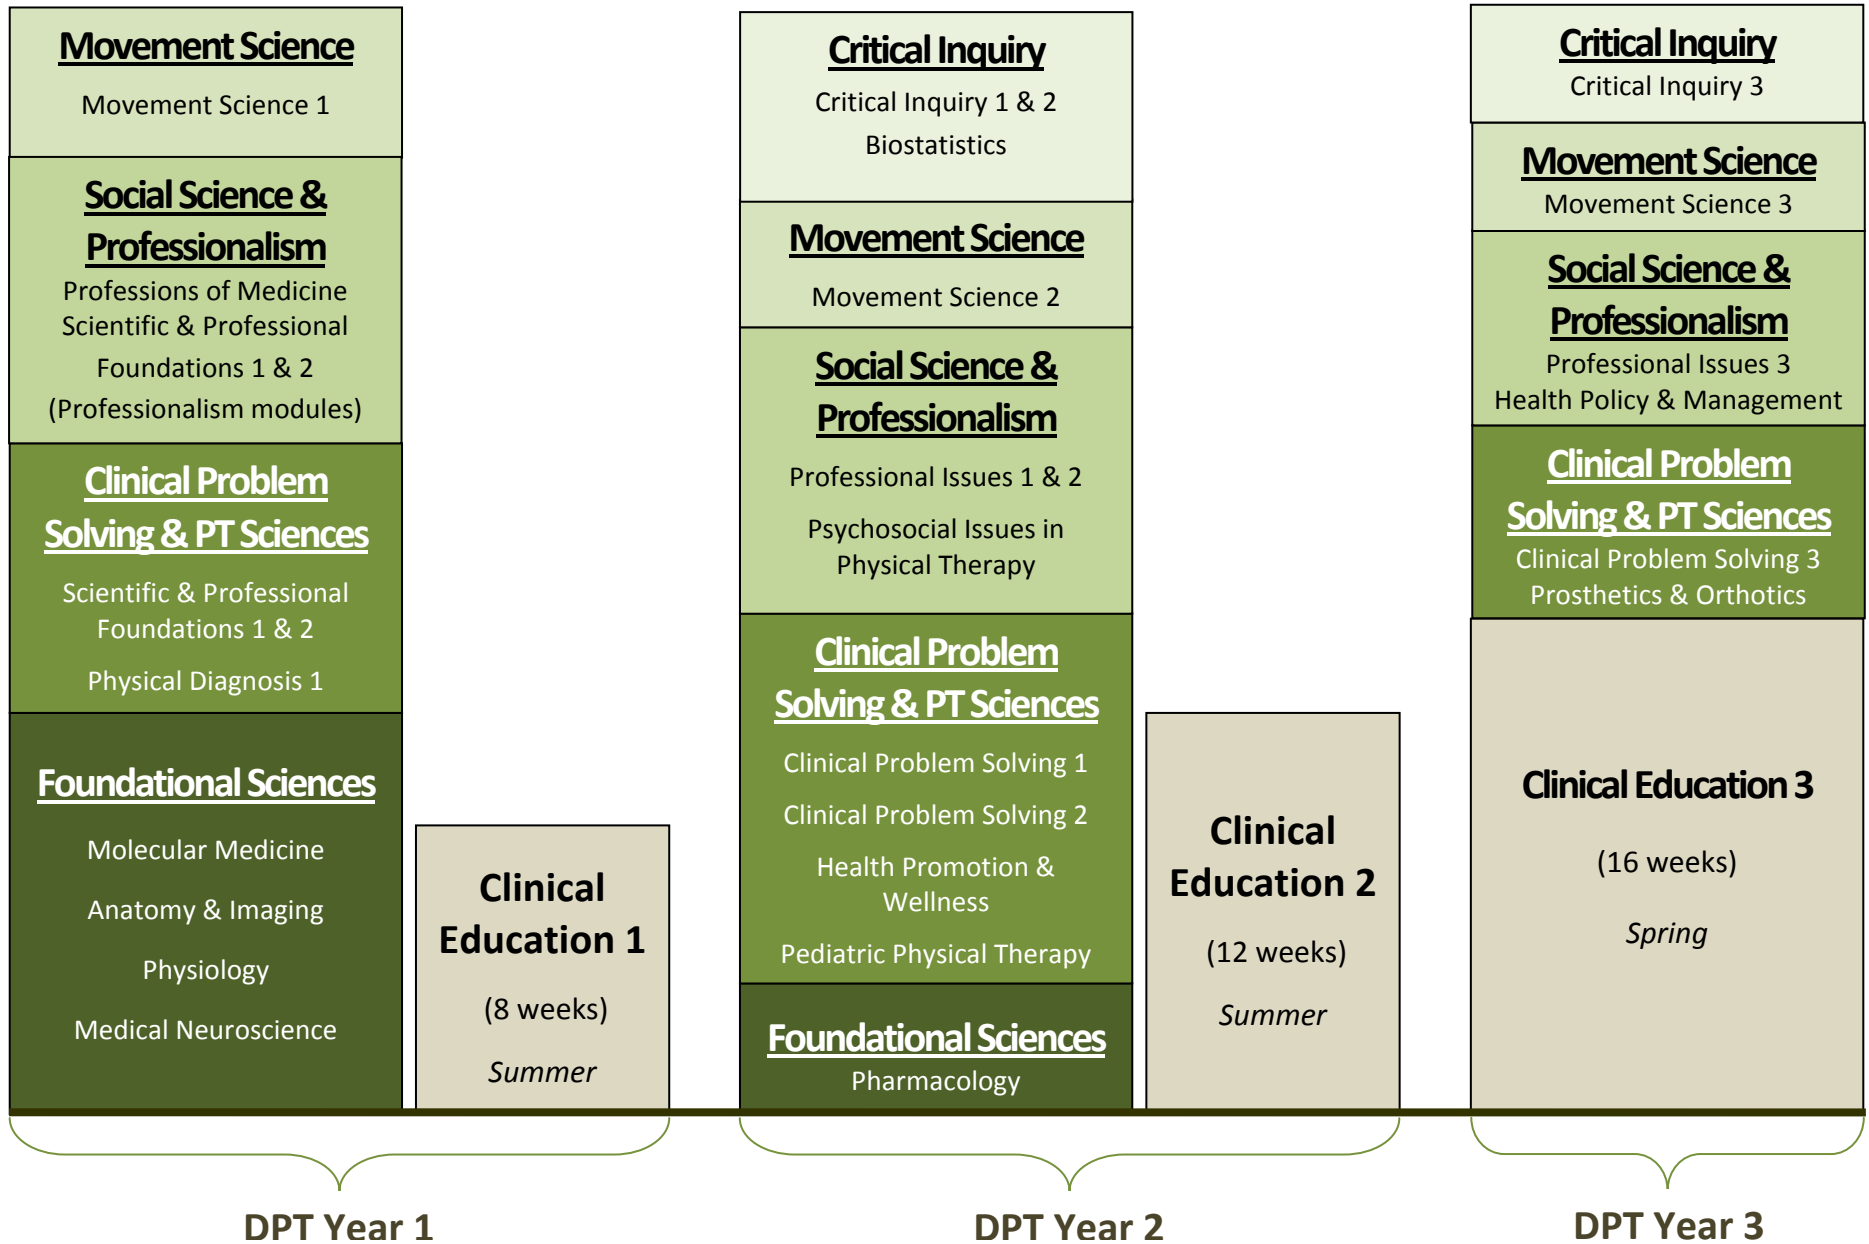 Movement Science
Movement Science 1
Social Science &
Professionalism
Professions of Medicine
Scientific & Professional
Foundations 1 & 2
(Professionalism modules)
Clinical Problem
Solving & PT Sciences
Scientific & Professional
Foundations 1 & 2
Physical Diagnosis 1
Foundational Sciences
Molecular Medicine
Anatomy & Imaging
Physiology
Medical Neuroscience
Clinical
Education 1
(8 weeks)
Summer
DPT Year 1
Critical Inquiry
Critical Inquiry 1 & 2
Biostatistics
Movement Science
Movement Science 2
Social Science &
Professionalism
Professional Issues 1 & 2
Psychosocial Issues in
Physical Therapy
Clinical Problem
Solving & PT Sciences
Clinical Problem Solving 1
Clinical Problem Solving 2
Health Promotion &
Wellness
Pediatric Physical Therapy
Foundational Sciences
Pharmacology
Clinical
Education 2
(12 weeks)
Summer
DPT Year 2
Critical Inquiry
Critical Inquiry 3
Movement Science
Movement Science 3
Social Science &
Professionalism
Professional Issues 3
Health Policy & Management
Clinical Problem
Solving & PT Sciences
Clinical Problem Solving 3
Prosthetics & Orthotics
Clinical Education 3
(16 weeks)
Spring
DPT Year 3